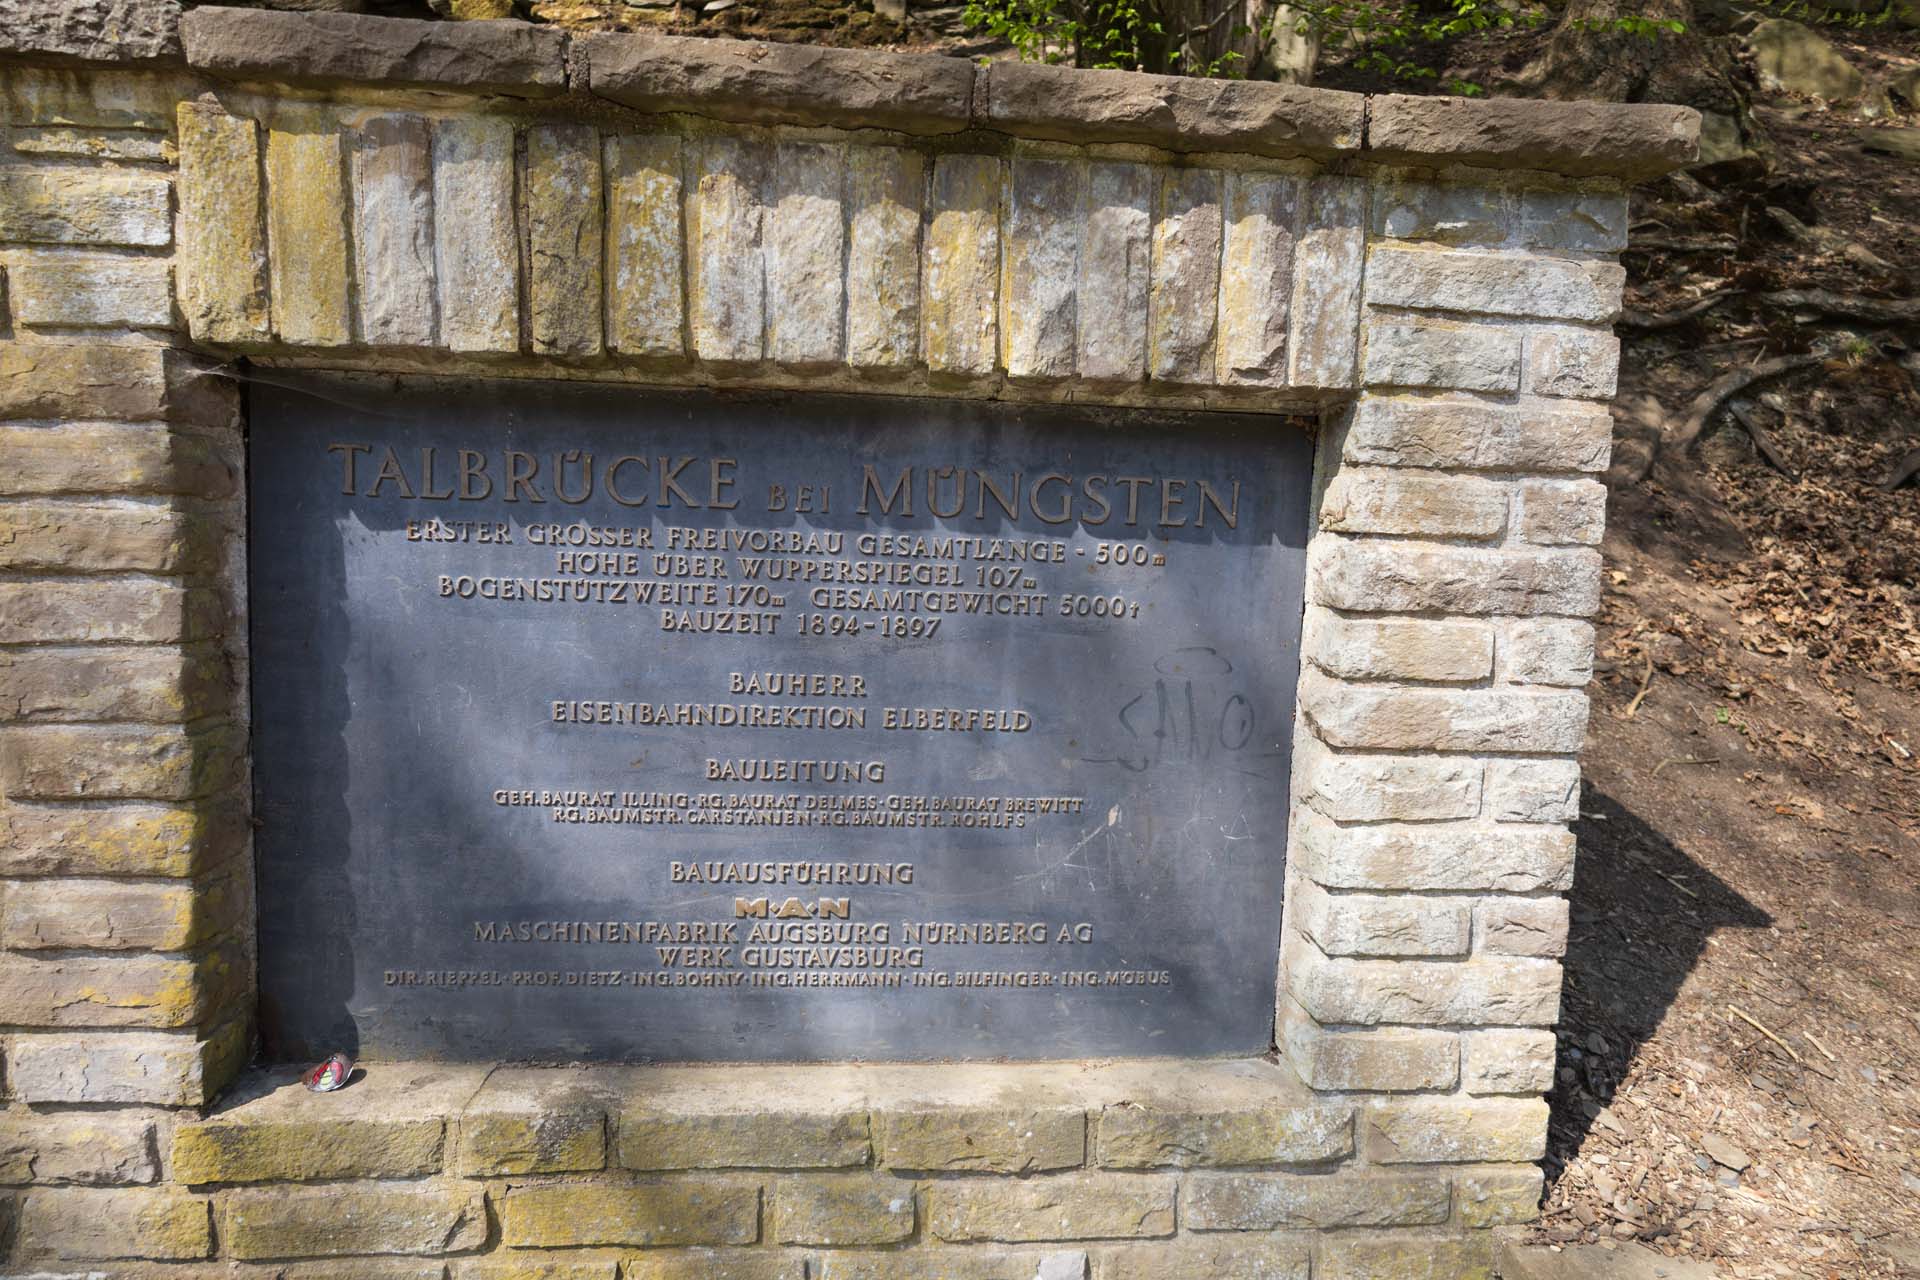 TALBRÜCKE BEI MÜNGSTEN
ERSTER GROSSER FREIVORBAU GESAMTLÄNGE - 500m
HÖHE ÜBER WUPPERSPIEGEL 107m
BOGENSTÜTZWEITE 170m GESAMTGEWICHT 5000t
BAUZEIT 1894-1897
BAUHERR
EISENBAHNDIREKTION ELBERFELD
BAULEITUNG
GEH. BAURAT ILLING · RG. BAURAT DELMES · GEH. BAURAT BREWITT
RG. BAUMSTR. CARSTANJEN · RG. BAUMSTR. ROHLFS
BAUAUSFÜHRUNG
M·A·N
MASCHINENFABRIK AUGSBURG NÜRNBERG AG
WERK GUSTAVSBURG
DIR. RIEPPEL · PROF. DIETZ · ING. BOHNY · ING. HERRMANN · ING. BILFINGER · ING. MÖBUS